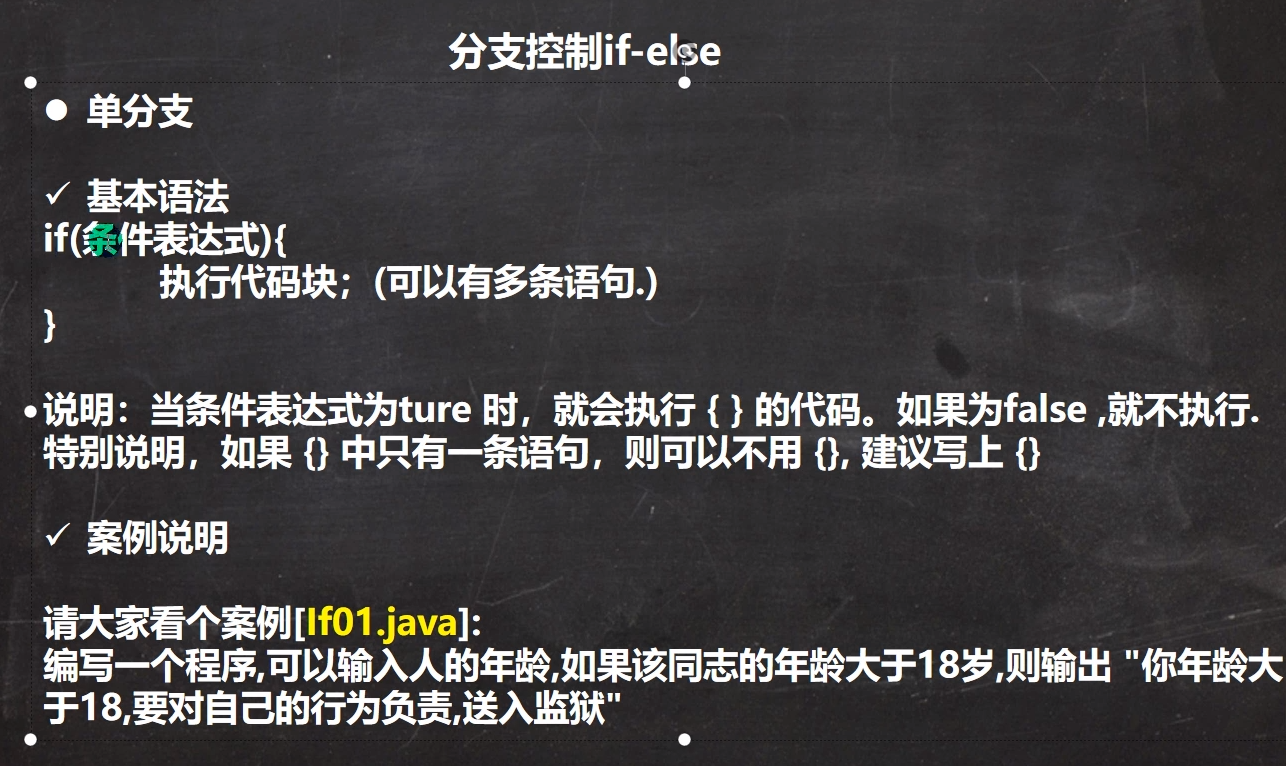 分支控制if-else
● 单分支
✓ 基本语法
if(条件表达式){
执行代码块；(可以有多条语句.)
}
说明：当条件表达式为ture 时，就会执行 { } 的代码。如果为false ,就不执行.
特别说明，如果 {} 中只有一条语句，则可以不用 {}, 建议写上 {}
✓ 案例说明
请大家看个案例[If01.java]:
编写一个程序,可以输入人的年龄,如果该同志的年龄大于18岁,则输出 "你年龄大
于18,要对自己的行为负责,送入监狱"